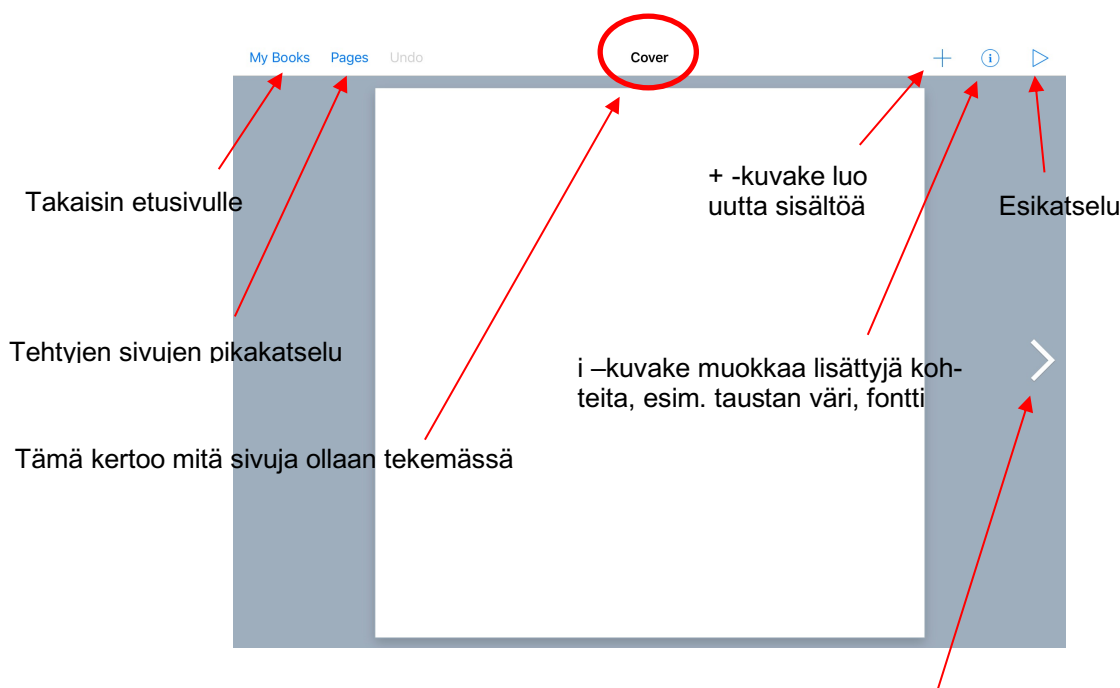 My Books Pages Undo Cover
+ -kuvake luo
uutta sisältöä
Takaisin etusivulle
Esikatselu
Tehtyjen sivujen pikakatselu
i –kuvake muokkaa lisättyjä koh-
teita, esim. taustan väri, fontti
Tämä kertoo mitä sivuja ollaan tekemässä